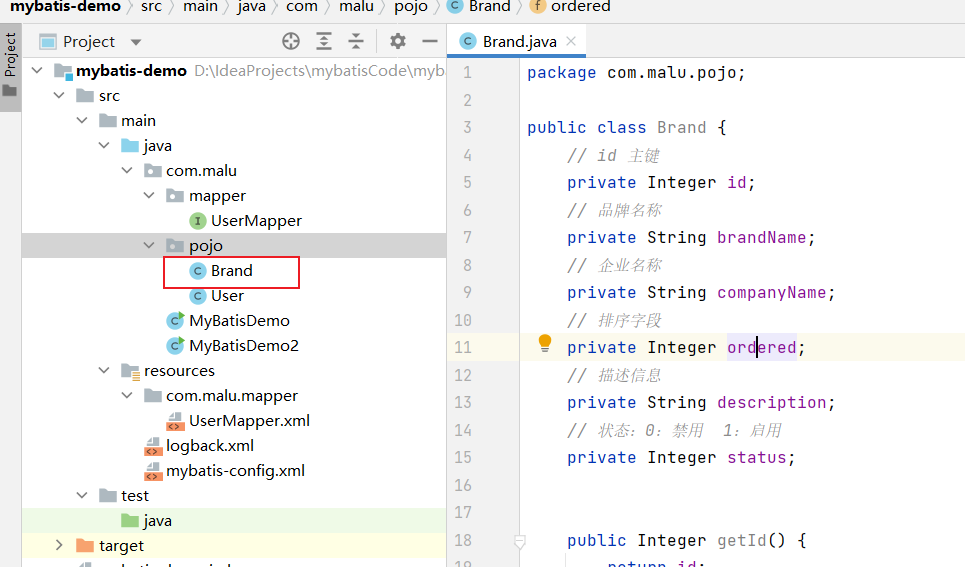 mybatis-demo > src > main > java > com > malu > pojo > C Brand > f ordered
Project
Project
Brand.java
mybatis-demo D:\IdeaProjects\mybatisCode\myb
src
main
java
com.malu
mapper
I UserMapper
pojo
C Brand
C User
C MyBatisDemo
C MyBatisDemo2
resources
com.malu.mapper
UserMapper.xml
logback.xml
mybatis-config.xml
test
java
target
1 package com.malu.pojo;
2
3 public class Brand {
4 // id 主键
5 private Integer id;
6 // 品牌名称
7 private String brandName;
8 // 企业名称
9 private String companyName;
10 // 排序字段
11 private Integer ordered;
12 // 描述信息
13 private String description;
14 // 状态：0：禁用 1：启用
15 private Integer status;
16
17
18 public Integer getId() {
19 return id;